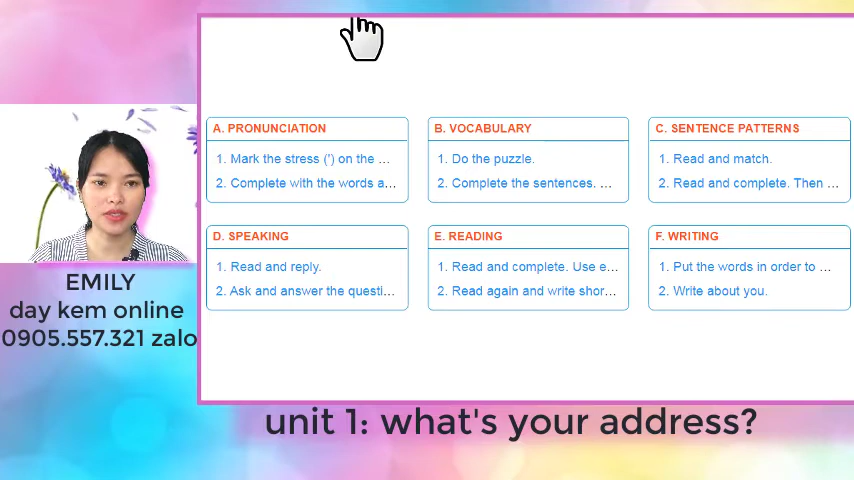 A. PRONUNCIATION
1. Mark the stress (') on the ...
2. Complete with the words a...
B. VOCABULARY
1. Do the puzzle.
2. Complete the sentences. ...
C. SENTENCE PATTERNS
1. Read and match.
2. Read and complete. Then ...
D. SPEAKING
1. Read and reply.
2. Ask and answer the questi...
E. READING
1. Read and complete. Use e...
2. Read again and write shor...
F. WRITING
1. Put the words in order to ...
2. Write about you.
EMILY
day kem online
0905.557.321 zalo
unit 1: what's your address?